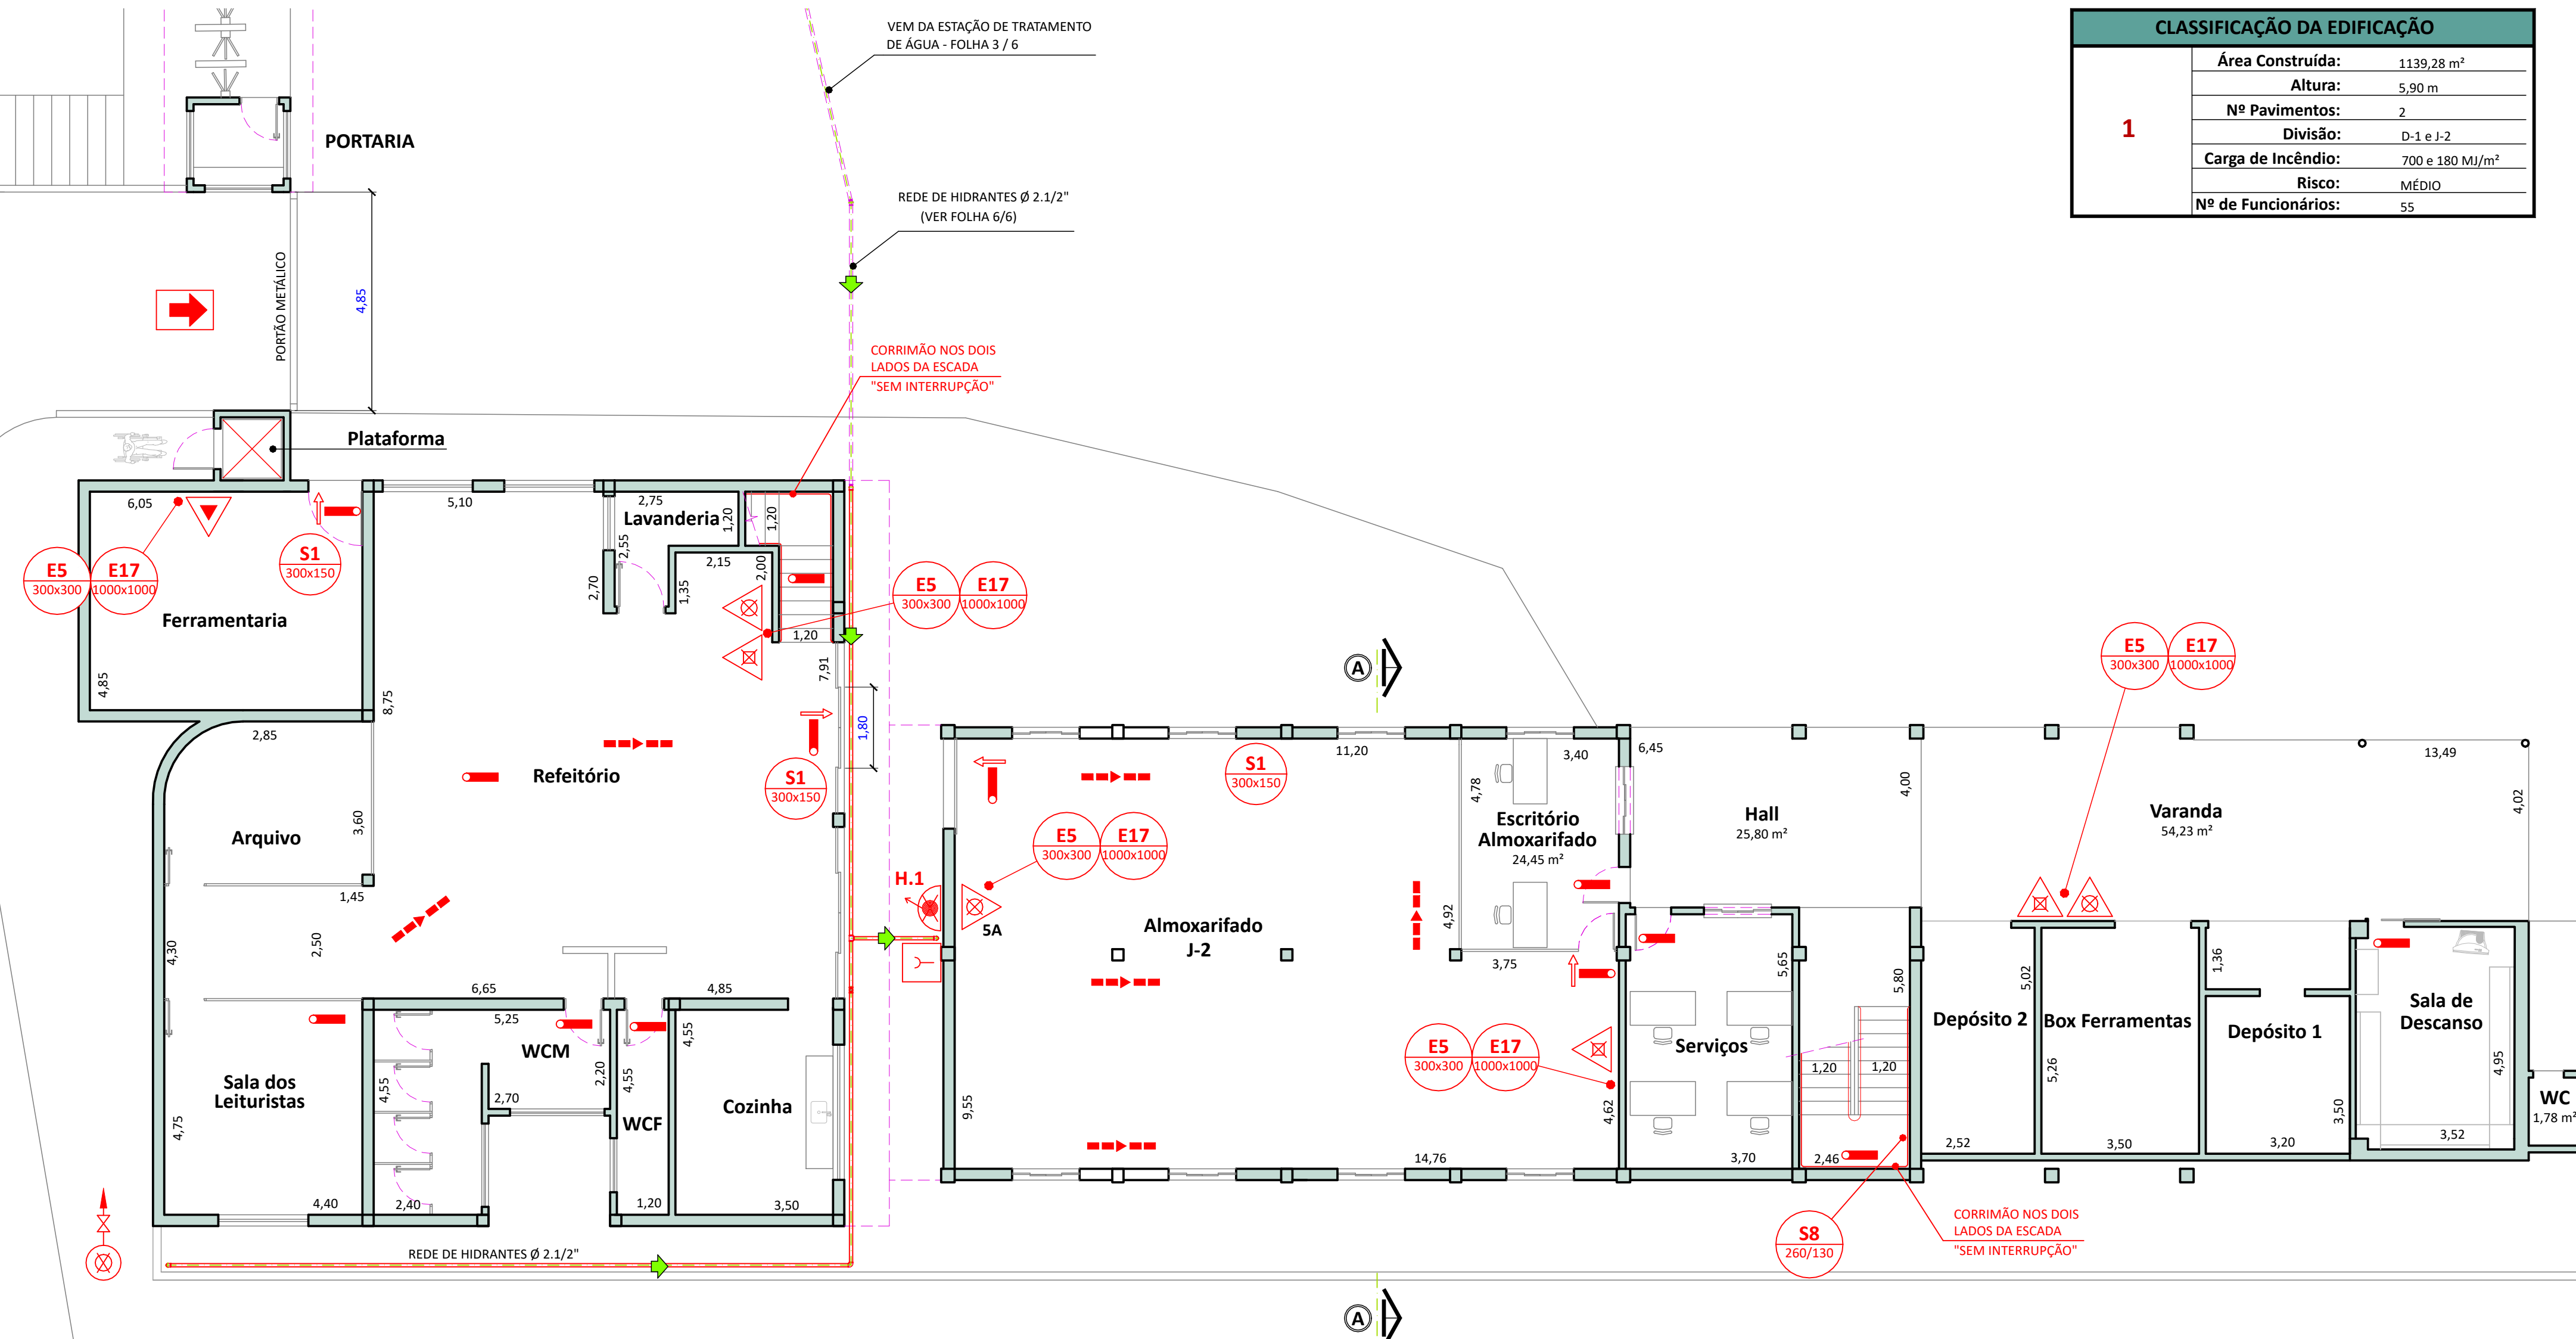 VEM DA ESTAÇÃO DE TRATAMENTO
DE ÁGUA - FOLHA 3 / 6
CLASSIFICAÇÃO DA EDIFICAÇÃO
1
Área Construída: 1139,28 m²
Altura: 5,90 m
Nº Pavimentos: 2
Divisão: D-1 e J-2
Carga de Incêndio: 700 e 180 MJ/m²
Risco: MÉDIO
Nº de Funcionários: 55
PORTARIA
REDE DE HIDRANTES Ø 2.1/2"
(VER FOLHA 6/6)
PORTÃO METÁLICO
4,85
CORRIMÃO NOS DOIS
LADOS DA ESCADA
"SEM INTERRUPÇÃO"
Plataforma
6,05
5,10
2,75
Lavanderia
1,20
1,20
2,55
2,15
2,00
2,70
1,35
1,20
E5
300x300
E17
1000x1000
S1
300x150
Ferramentaria
4,85
8,75
E5
300x300
E17
1000x1000
7,91
1,80
2,85
Refeitório
S1
300x150
Arquivo
3,60
1,45
4,30
2,50
6,65
4,85
5,25
WCM
4,55
4,55
2,20
4,55
2,70
Sala dos
Leituristas
4,75
WCF
Cozinha
4,40
2,40
1,20
3,50
REDE DE HIDRANTES Ø 2.1/2"
A
11,20
S1
300x150
3,40
6,45
4,78
Escritório
Almoxarifado
24,45 m²
Hall
25,80 m²
4,00
E5
300x300
E17
1000x1000
H.1
5A
Almoxarifado
J-2
4,92
3,75
9,55
E5
300x300
E17
1000x1000
4,62
14,76
Serviços
5,65
3,70
5,80
1,20
1,20
2,46
E5
300x300
E17
1000x1000
13,49
Varanda
54,23 m²
4,02
5,02
1,36
Depósito 2
Box Ferramentas
Depósito 1
Sala de
Descanso
5,26
4,95
3,50
2,52
3,50
3,20
3,52
WC
1,78 m²
S8
260/130
CORRIMÃO NOS DOIS
LADOS DA ESCADA
"SEM INTERRUPÇÃO"
A